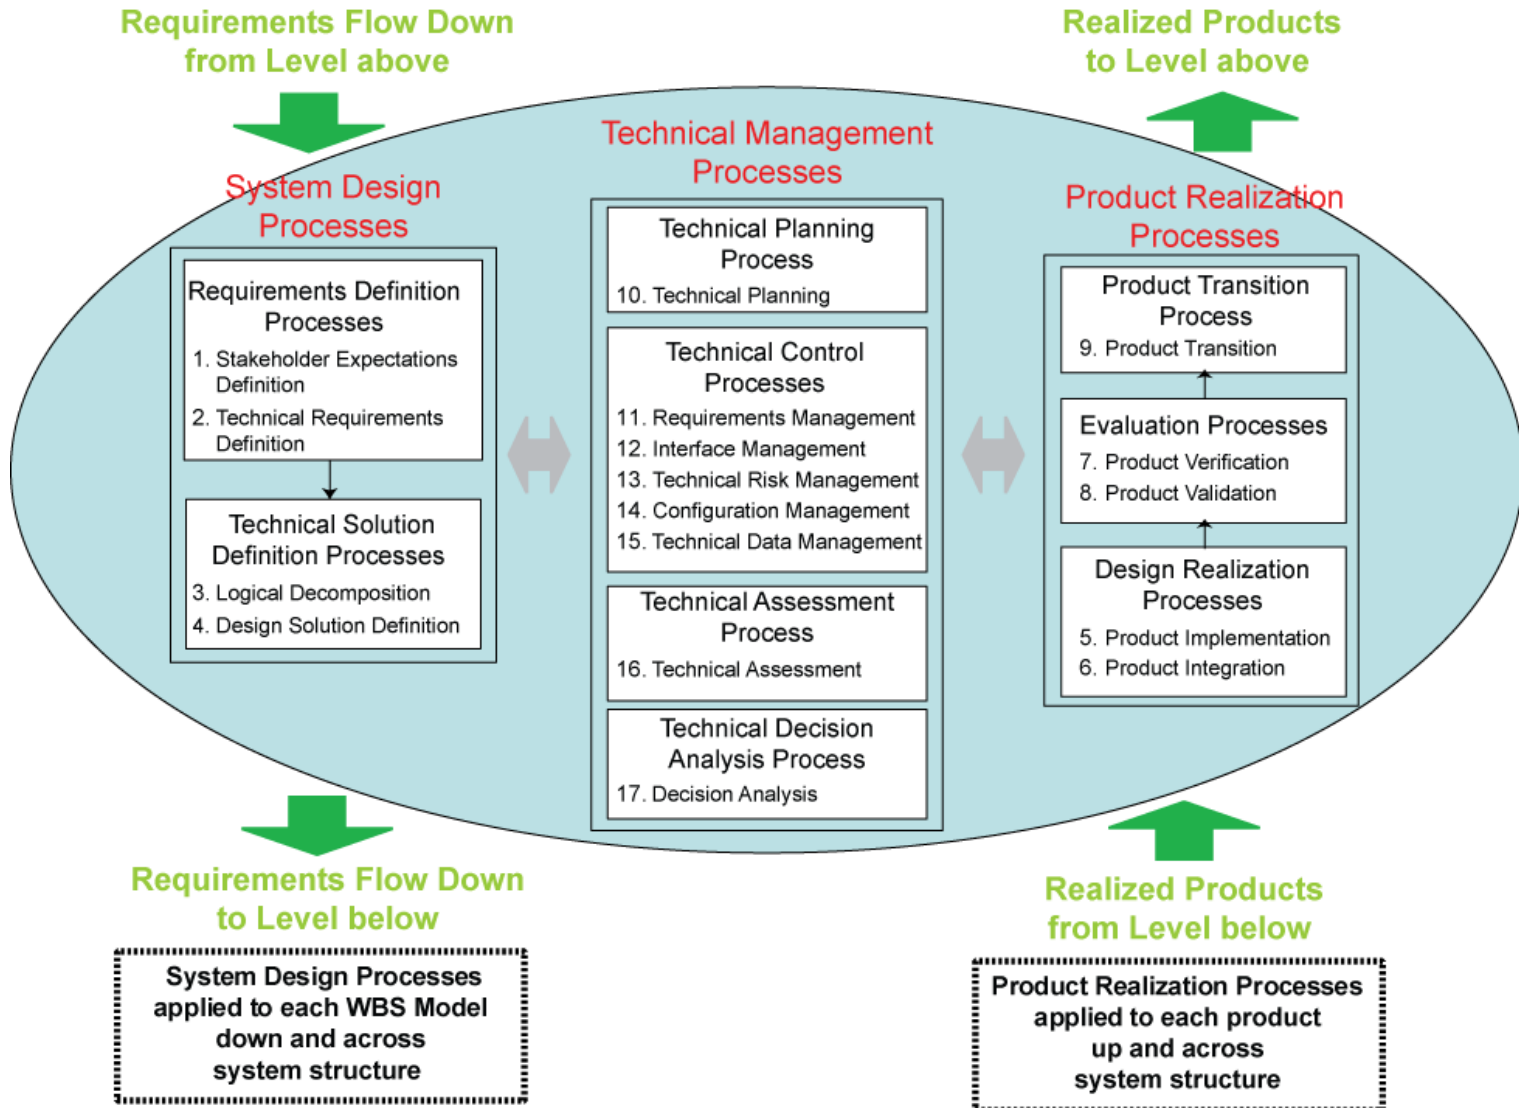 Requirements Flow Down
from Level above
Realized Products
to Level above
System Design
Processes
Requirements Definition
Processes
1. Stakeholder Expectations
Definition
2. Technical Requirements
Definition
Technical Solution
Definition Processes
3. Logical Decomposition
4. Design Solution Definition
Technical Management
Processes
Technical Planning
Process
10. Technical Planning
Technical Control
Processes
11. Requirements Management
12. Interface Management
13. Technical Risk Management
14. Configuration Management
15. Technical Data Management
Technical Assessment
Process
16. Technical Assessment
Technical Decision
Analysis Process
17. Decision Analysis
Product Realization
Processes
Product Transition
Process
9. Product Transition
Evaluation Processes
7. Product Verification
8. Product Validation
Design Realization
Processes
5. Product Implementation
6. Product Integration
Requirements Flow Down
to Level below
System Design Processes
applied to each WBS Model
down and across
system structure
Realized Products
from Level below
Product Realization Processes
applied to each product
up and across
system structure